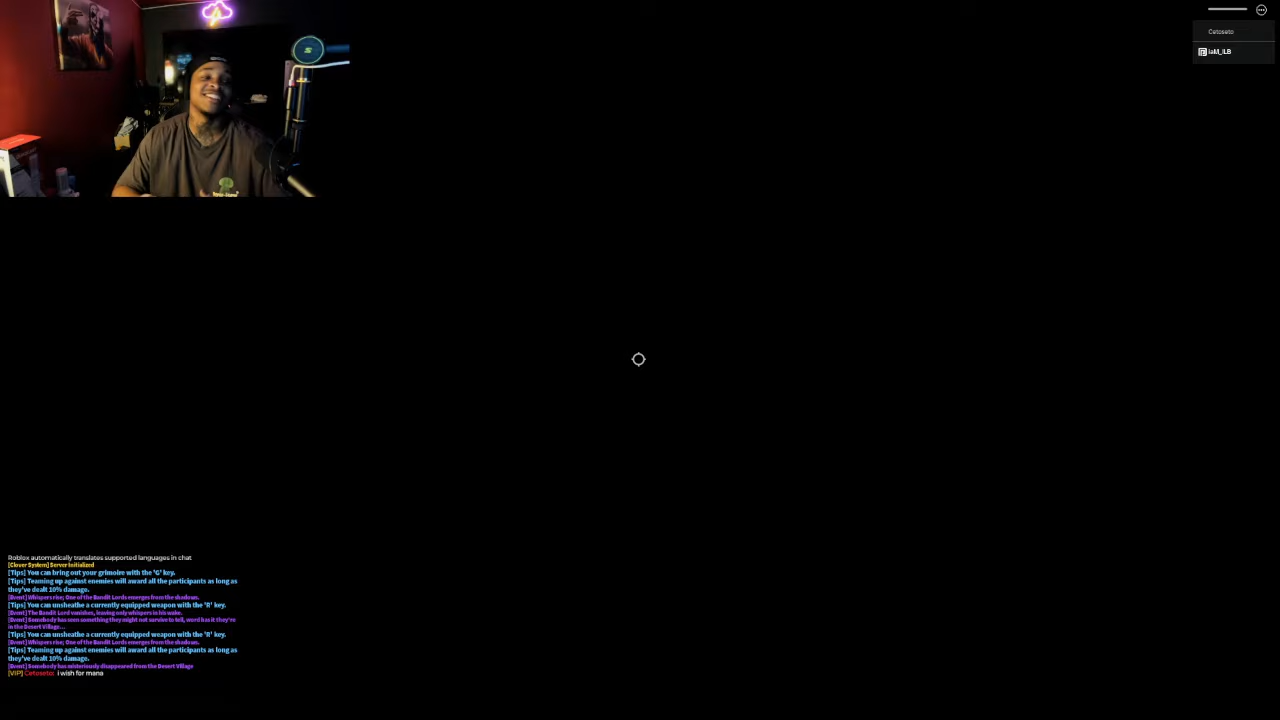 Cetoseto
iaM_ILB
Roblox automatically translates supported languages in chat
[Clover System] Server Initialized
[Tips] You can bring out your grimoire with the 'G' key.
[Tips] Teaming up against enemies will award all the participants as long as
they've dealt 10% damage.
[Event] Whispers rise; One of the Bandit Lords emerges from the shadows.
[Tips] You can unsheathe a currently equipped weapon with the 'R' key.
[Event] The Bandit Lord vanishes, leaving only whispers in his wake.
[Event] Somebody has seen something they might not survive to tell, word has it they're
in the Desert Village...
[Tips] You can unsheathe a currently equipped weapon with the 'R' key.
[Event] Whispers rise; One of the Bandit Lords emerges from the shadows.
[Tips] Teaming up against enemies will award all the participants as long as
they've dealt 10% damage.
[Event] Somebody has misteriously disappeared from the Desert Village
[VIP] Cetoseto: i wish for mana